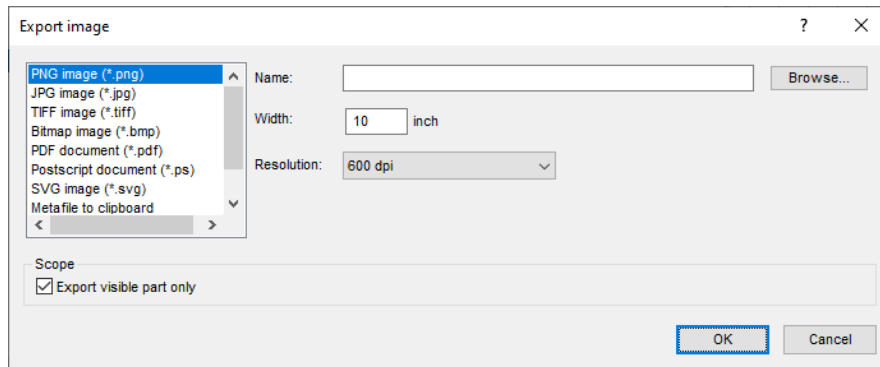 Export image
?
PNG image (*.png)
JPG image (*.jpg)
TIFF image (*.tiff)
Bitmap image (*.bmp)
PDF document (*.pdf)
Postscript document (*.ps)
SVG image (*.svg)
Metafile to clipboard
Name:
Browse...
Width:
10 inch
Resolution:
600 dpi
Scope
Export visible part only
OK
Cancel